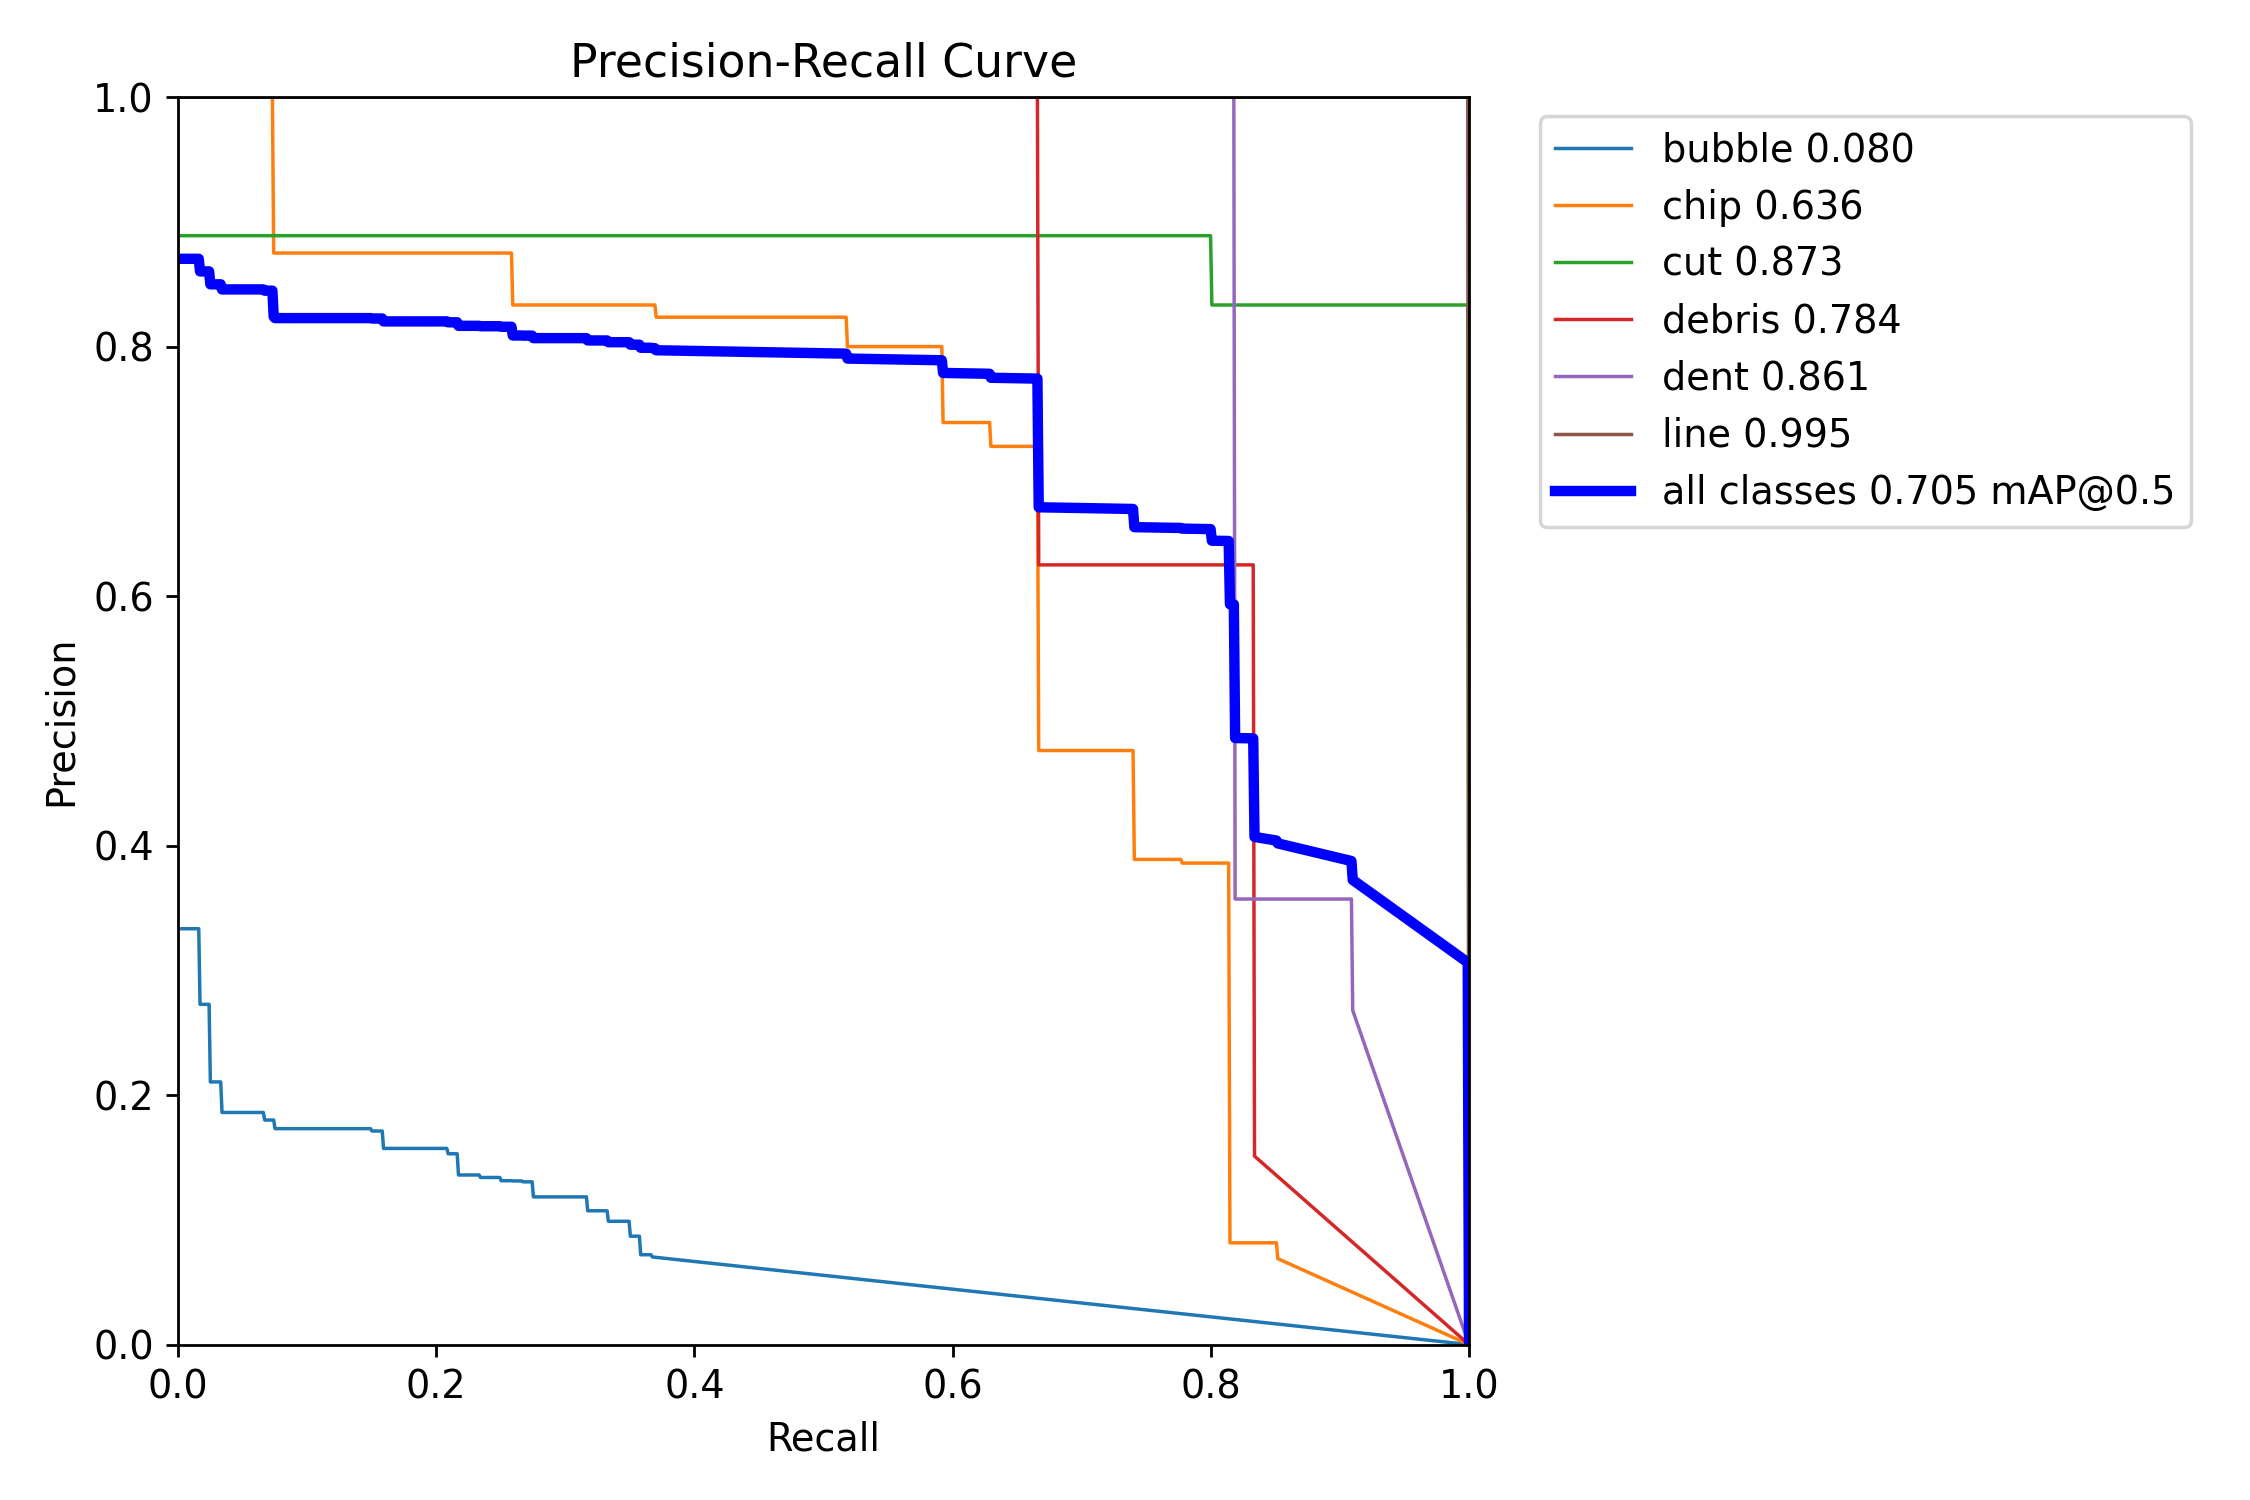 Precision-Recall Curve
1.0
0.8
0.6
0.4
0.2
0.0
Precision
0.0 0.2 0.4 0.6 0.8 1.0
Recall
bubble 0.080
chip 0.636
cut 0.873
debris 0.784
dent 0.861
line 0.995
all classes 0.705 mAP@0.5